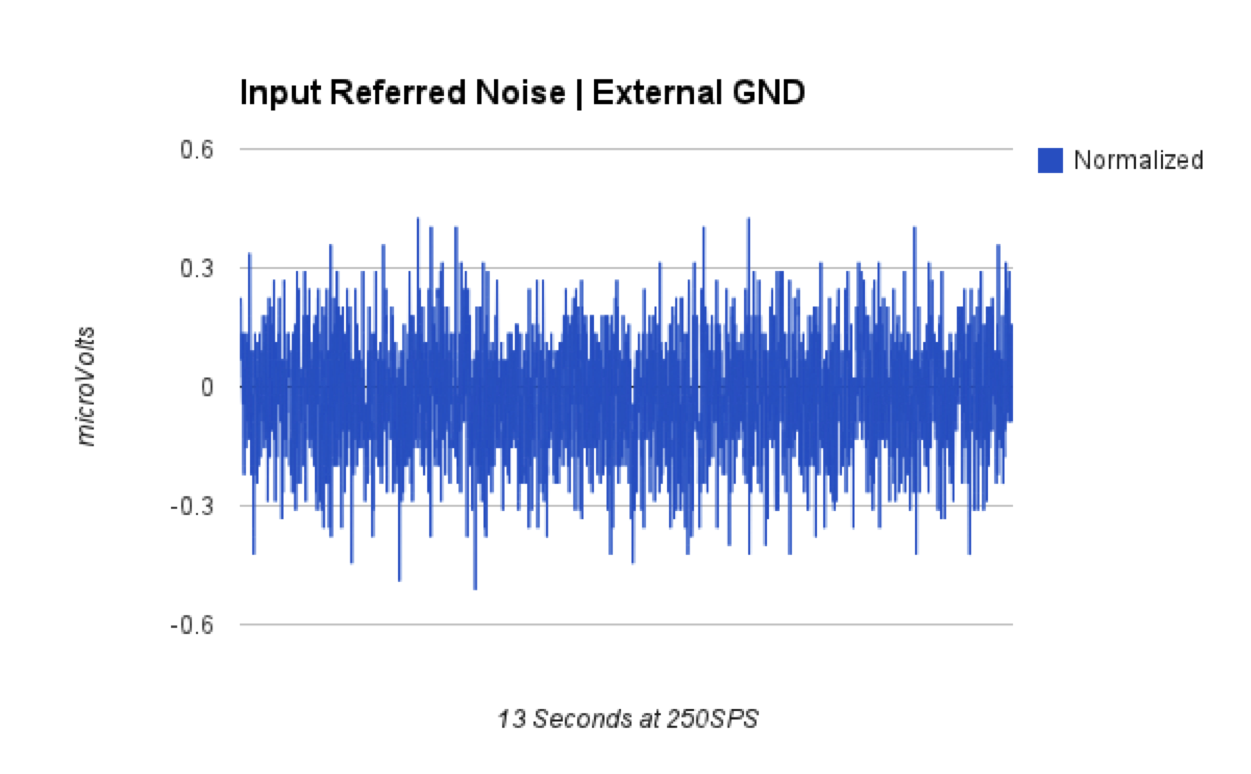 Input Referred Noise | External GND
0.6
Normalized
0.3
microVolts
0
-0.3
-0.6
13 Seconds at 250SPS